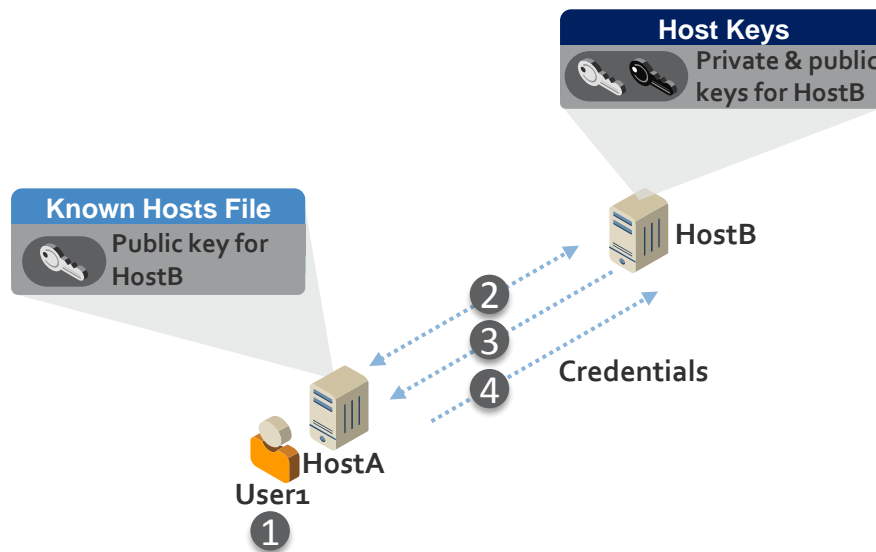 Host Keys
Private & public
keys for HostB
Known Hosts File
Public key for
HostB
HostB
2
3
4
Credentials
HostA
User1
1